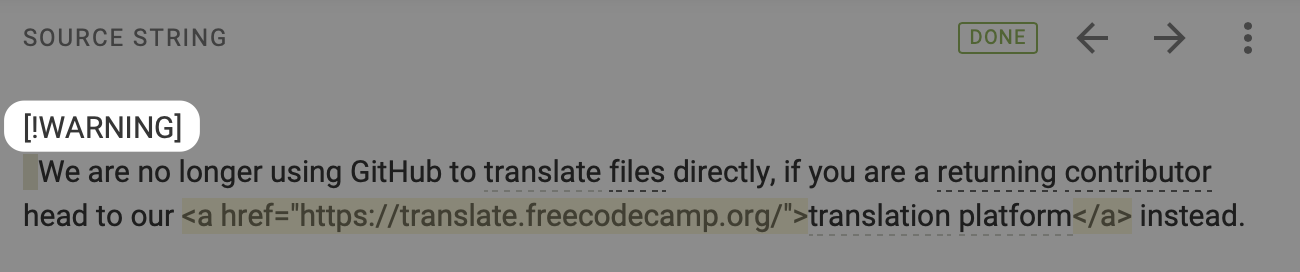 SOURCE STRING
DONE
[!WARNING]
We are no longer using GitHub to translate files directly, if you are a returning contributor
head to our <a href="https://translate.freecodecamp.org/">translation platform</a> instead.